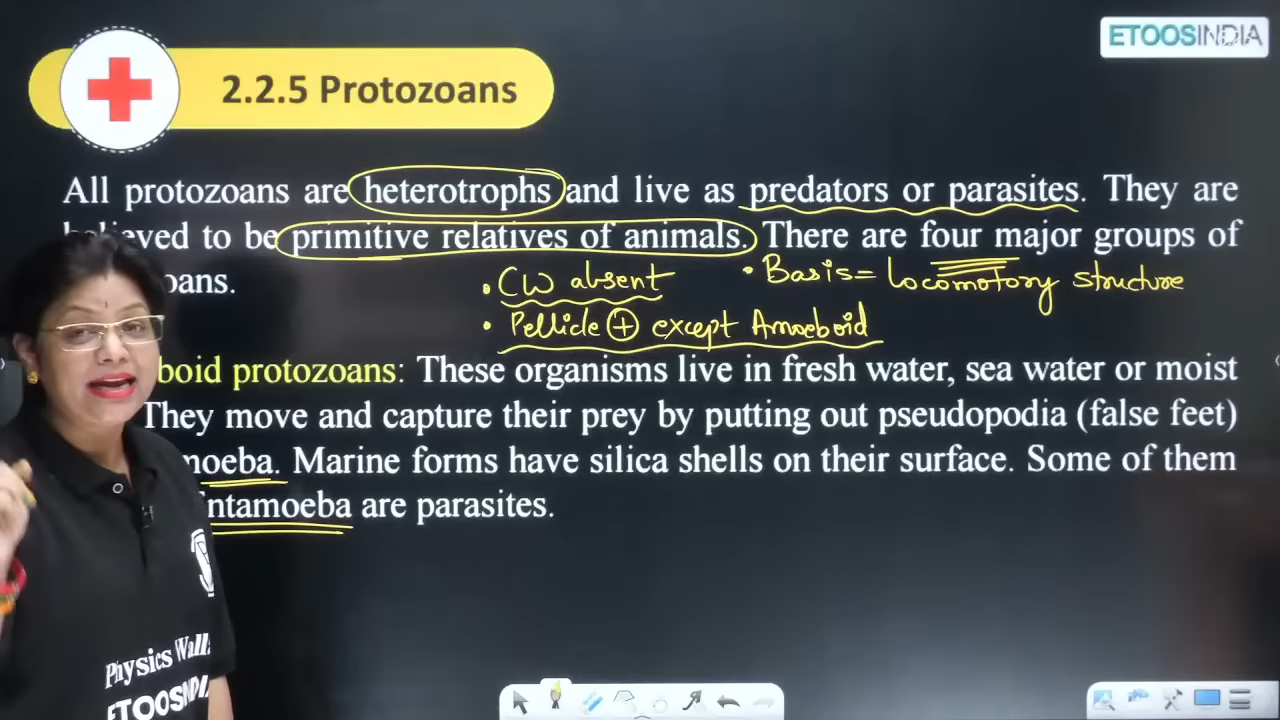 ETOOSINDIA
2.2.5 Protozoans
All protozoans are heterotrophs and live as predators or parasites. They are
be to be primitive relatives of animals. There are four major groups of
oans.
• CW absent
• Basis = Locomotory structure
• Pellicle (+) except Amoeboid
boid protozoans: These organisms live in fresh water, sea water or moist
They move and capture their prey by putting out pseudopodia (false feet)
moeba. Marine forms have silica shells on their surface. Some of them
Entamoeba are parasites.
Physics Wall
ETOOSINDIA